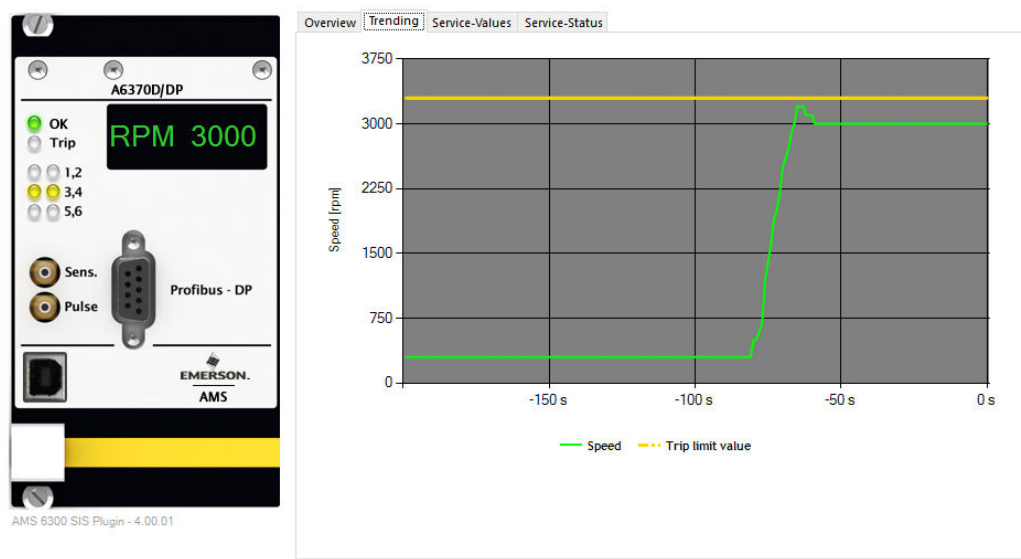 A6370D/DP
OK
Trip
RPM 3000
1,2
3,4
5,6
Sens.
Pulse
Profibus - DP
EMERSON.
AMS
AMS 6300 SIS Plugin - 4.00.01
Overview Trending Service-Values Service-Status
3750
3000
2250
1500
750
0
Speed [rpm]
-150 s -100 s -50 s 0 s
Speed Trip limit value